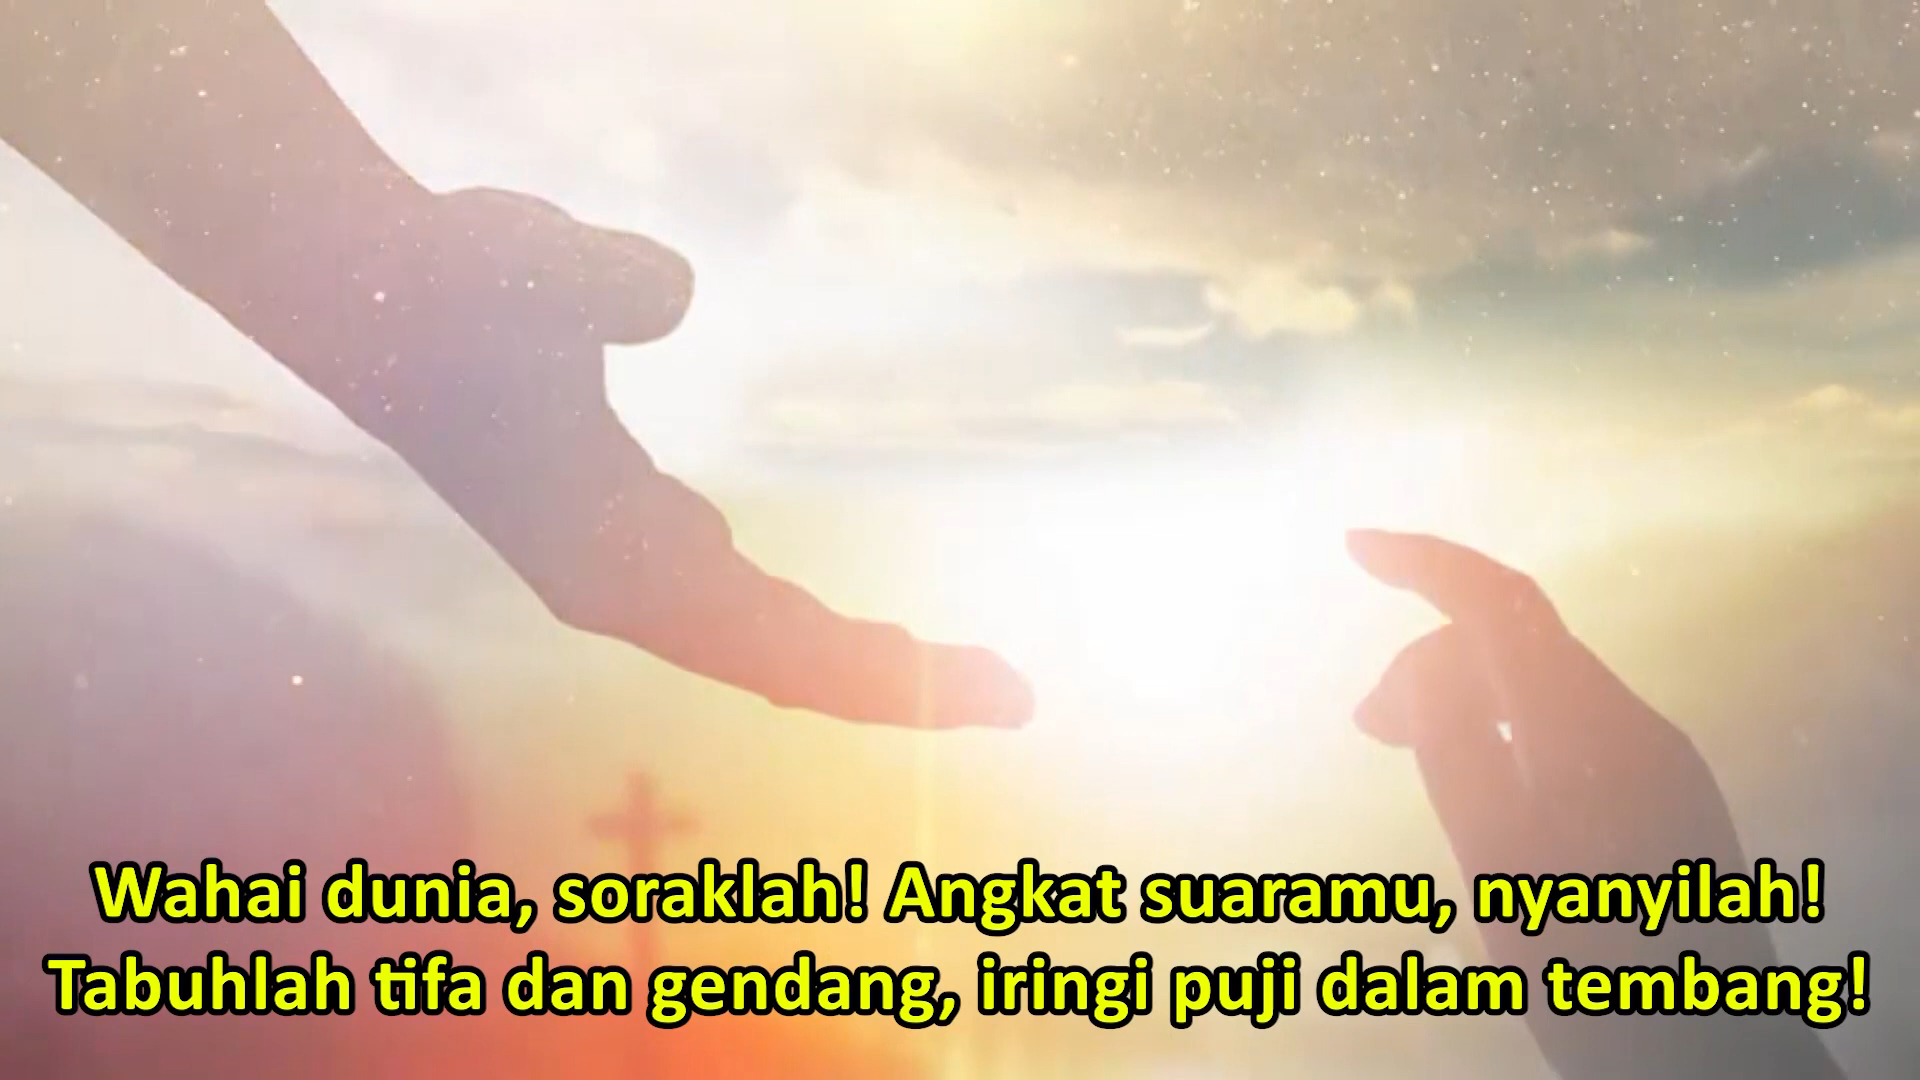 Wahai dunia, soraklah! Angkat suaramu, nyanyilah!
Tabuhlah tifa dan gendang, iringi puji dalam tembang!